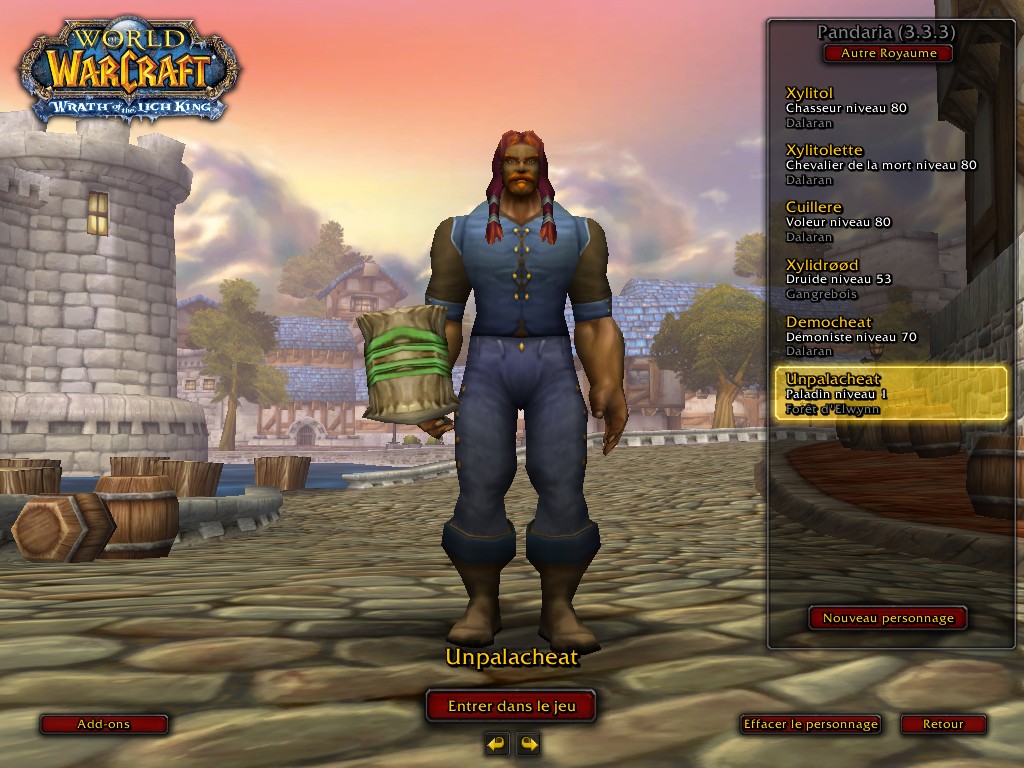 WORLD
OF
WARCRAFT
WRATH of the LICH KING
Pandaria (3.3.3)
Autre Royaume
Xylitol
Chasseur niveau 80
Dalaran
Xylitolette
Chevalier de la mort niveau 80
Dalaran
Cuillere
Voleur niveau 80
Dalaran
Xylidrøød
Druide niveau 53
Gangrebois
Democheat
Démoniste niveau 70
Dalaran
Unpalacheat
Paladin niveau 1
Forêt d'Elwynn
Nouveau personnage
Unpalacheat
Entrer dans le jeu
Add-ons
Effacer le personnage
Retour